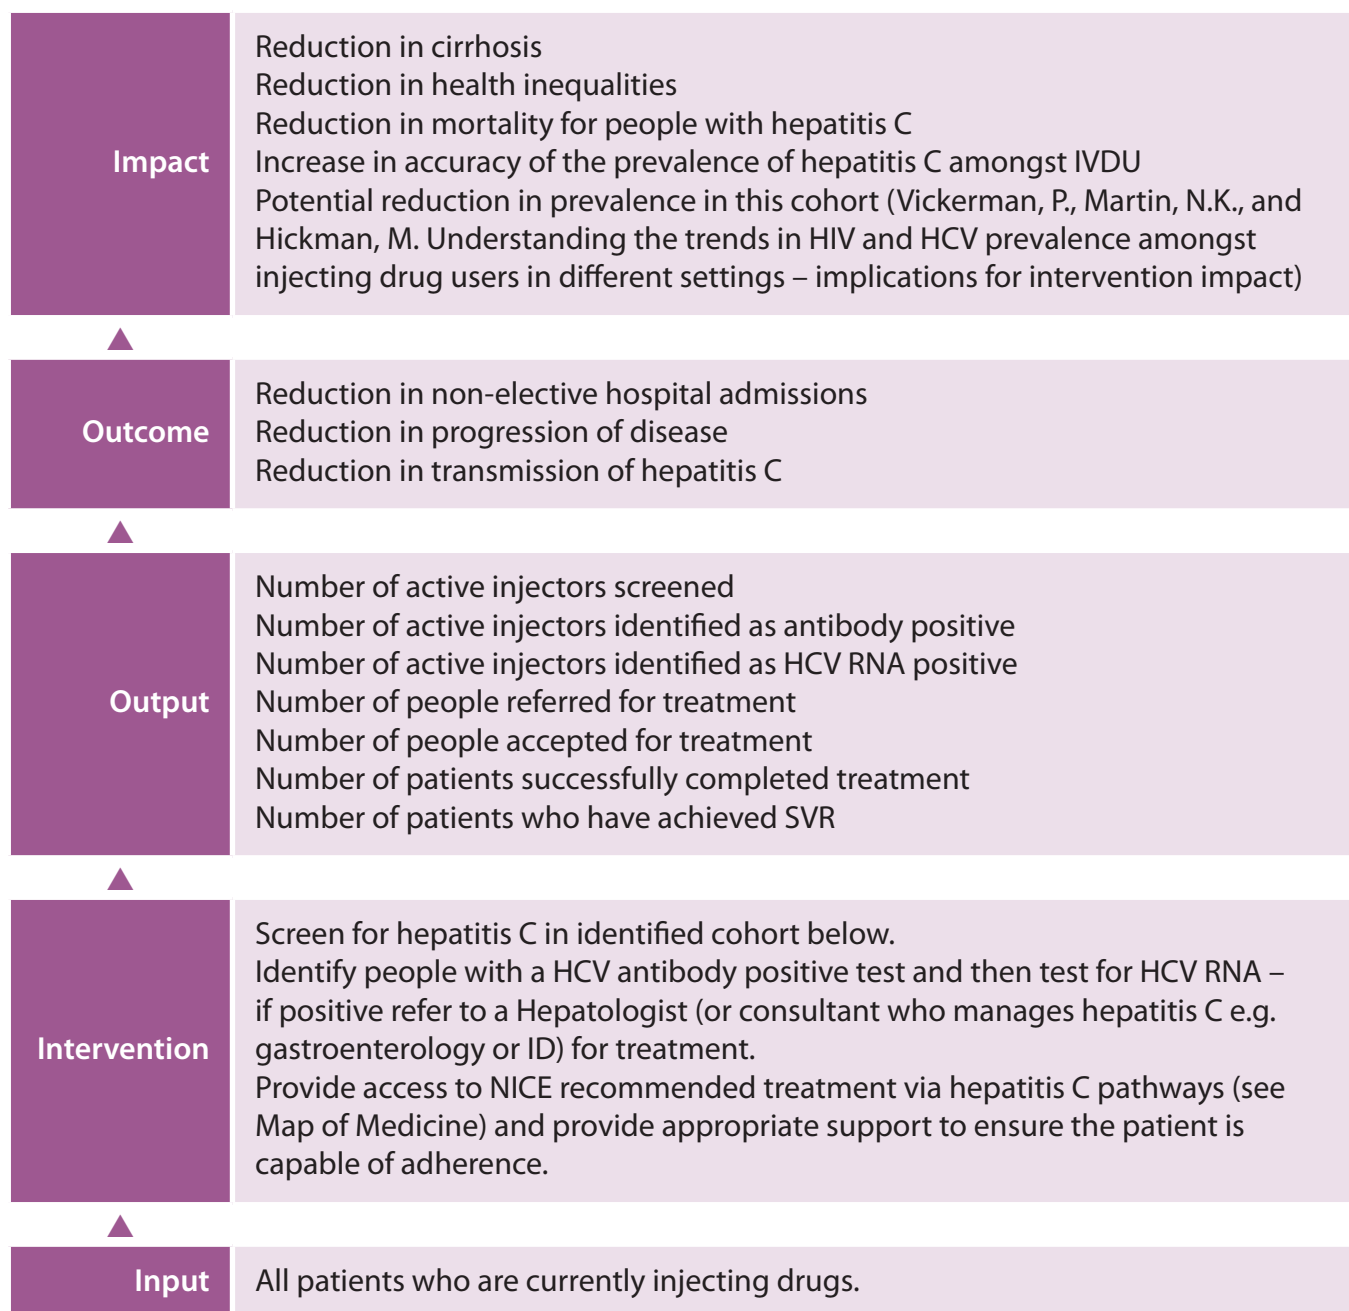 Impact
Reduction in cirrhosis
Reduction in health inequalities
Reduction in mortality for people with hepatitis C
Increase in accuracy of the prevalence of hepatitis C amongst IVDU
Potential reduction in prevalence in this cohort (Vickerman, P., Martin, N.K., and
Hickman, M. Understanding the trends in HIV and HCV prevalence amongst
injecting drug users in different settings – implications for intervention impact)
Outcome
Reduction in non-elective hospital admissions
Reduction in progression of disease
Reduction in transmission of hepatitis C
Output
Number of active injectors screened
Number of active injectors identified as antibody positive
Number of active injectors identified as HCV RNA positive
Number of people referred for treatment
Number of people accepted for treatment
Number of patients successfully completed treatment
Number of patients who have achieved SVR
Intervention
Screen for hepatitis C in identified cohort below.
Identify people with a HCV antibody positive test and then test for HCV RNA –
if positive refer to a Hepatologist (or consultant who manages hepatitis C e.g.
gastroenterology or ID) for treatment.
Provide access to NICE recommended treatment via hepatitis C pathways (see
Map of Medicine) and provide appropriate support to ensure the patient is
capable of adherence.
Input
All patients who are currently injecting drugs.